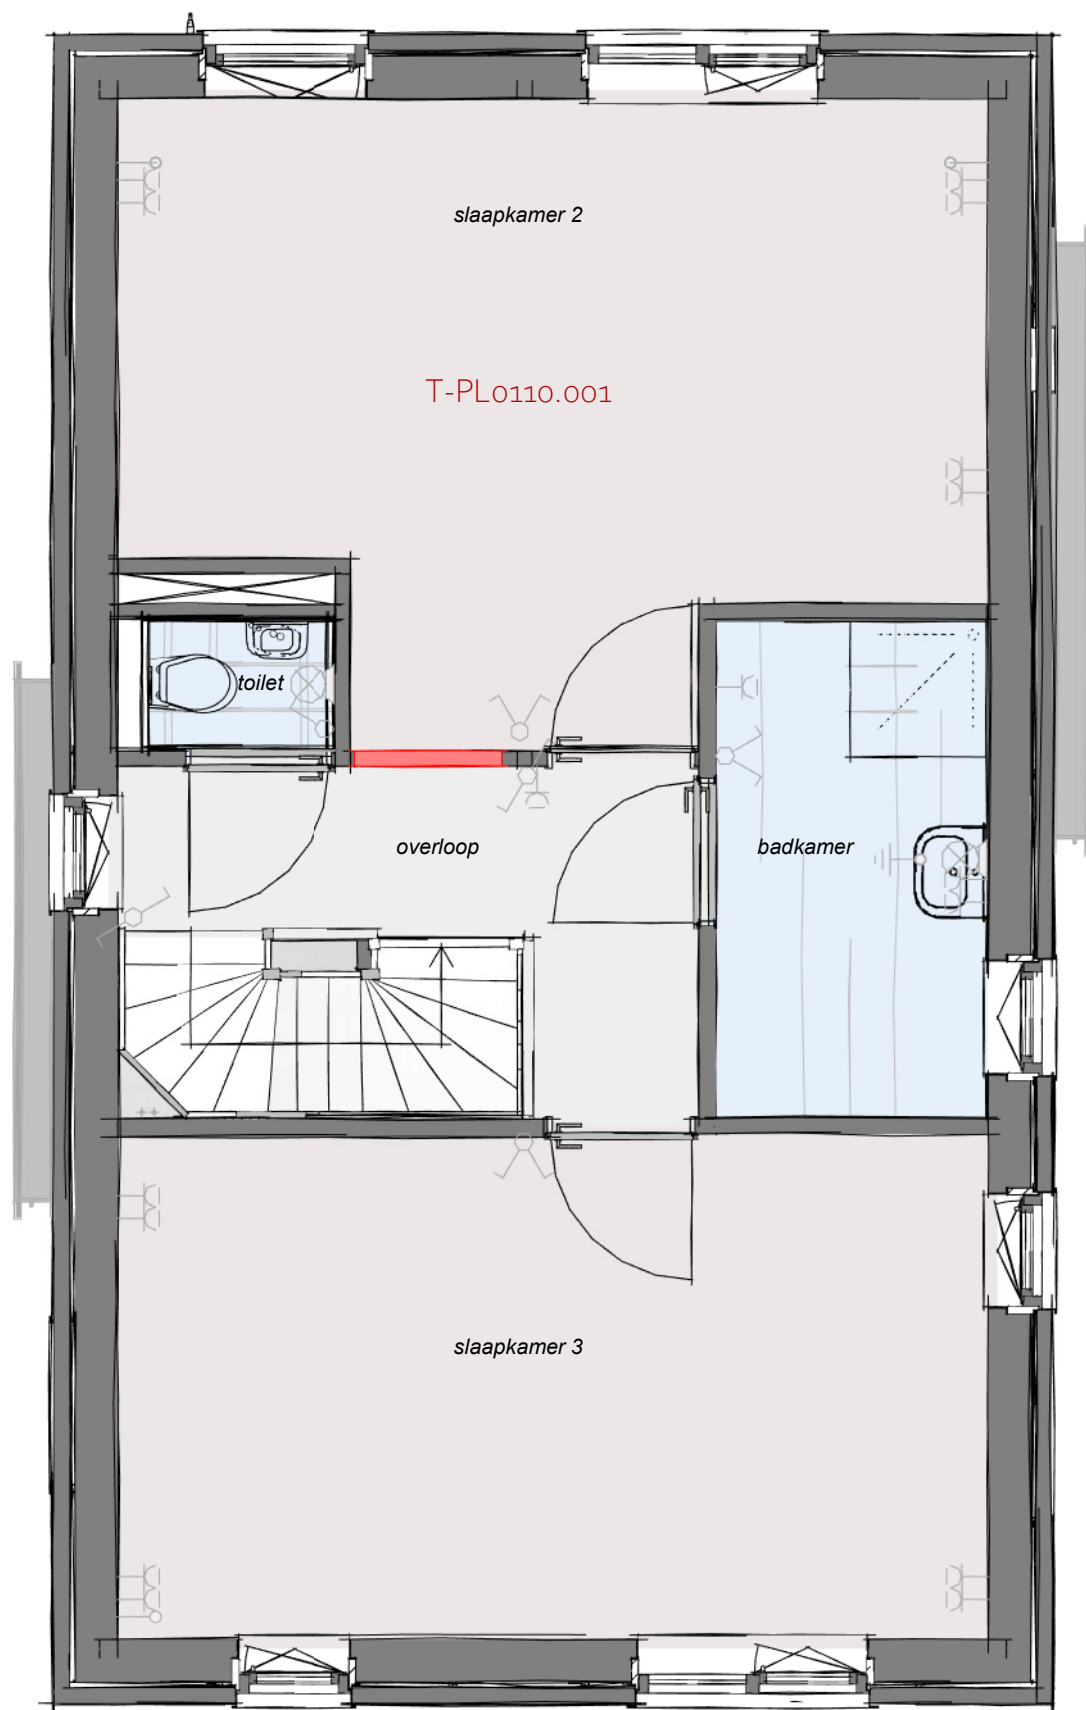 slaapkamer 2
T-PL0110.001
toilet
overloop
badkamer
slaapkamer 3